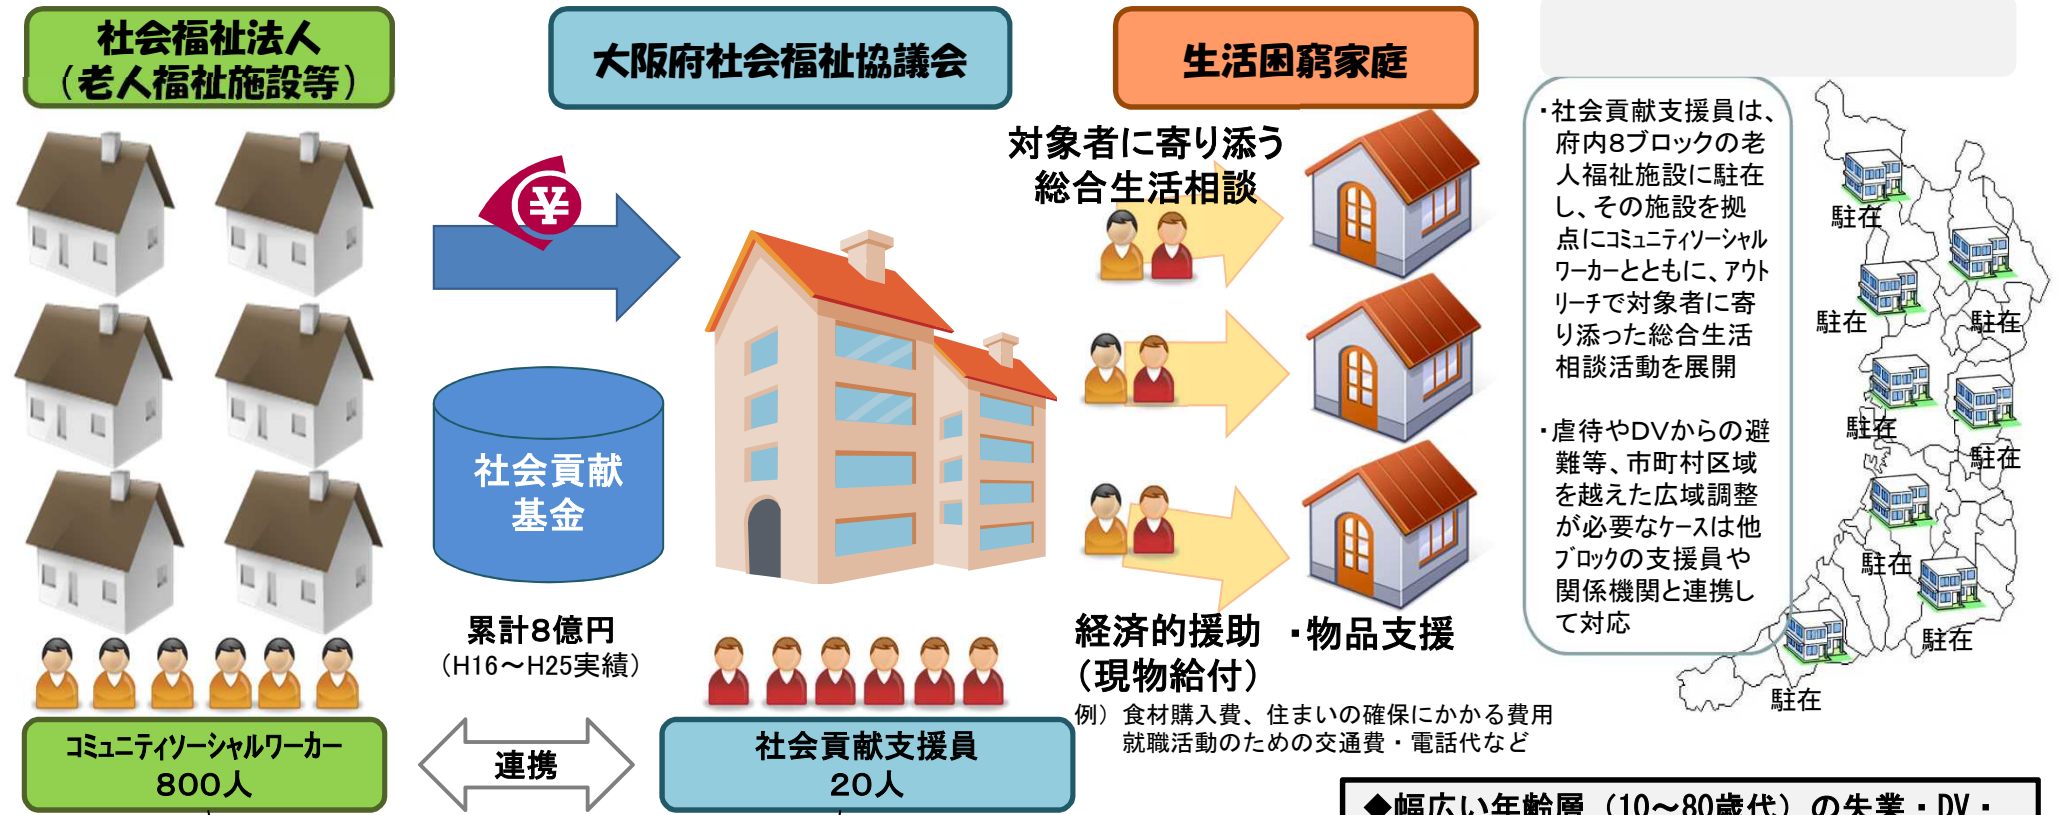 社会福祉法人
（老人福祉施設等）
大阪府社会福祉協議会
生活困窮家庭
対象者に寄り添う
総合生活相談
¥
社会貢献
基金
累計８億円
（H16～H25実績）
経済的援助
（現物給付）
・物品支援
例）食材購入費、住まいの確保にかかる費用
就職活動のための交通費・電話代など
コミュニティソーシャルワーカー
８００人
連携
社会貢献支援員
２０人
・社会貢献支援員は、
府内８ブロックの老
人福祉施設に駐在
し、その施設を拠
点にコミュニティソーシャル
ワーカーとともに、アウト
リーチで対象者に寄
り添った総合生活
相談活動を展開
・虐待やＤＶからの避
難等、市町村区域
を越えた広域調整
が必要なケースは他
ブロックの支援員や
関係機関と連携し
て対応
駐在
駐在
駐在
駐在
駐在
駐在
駐在
駐在
◆幅広い年齢層（10～80歳代）の失業・DV・